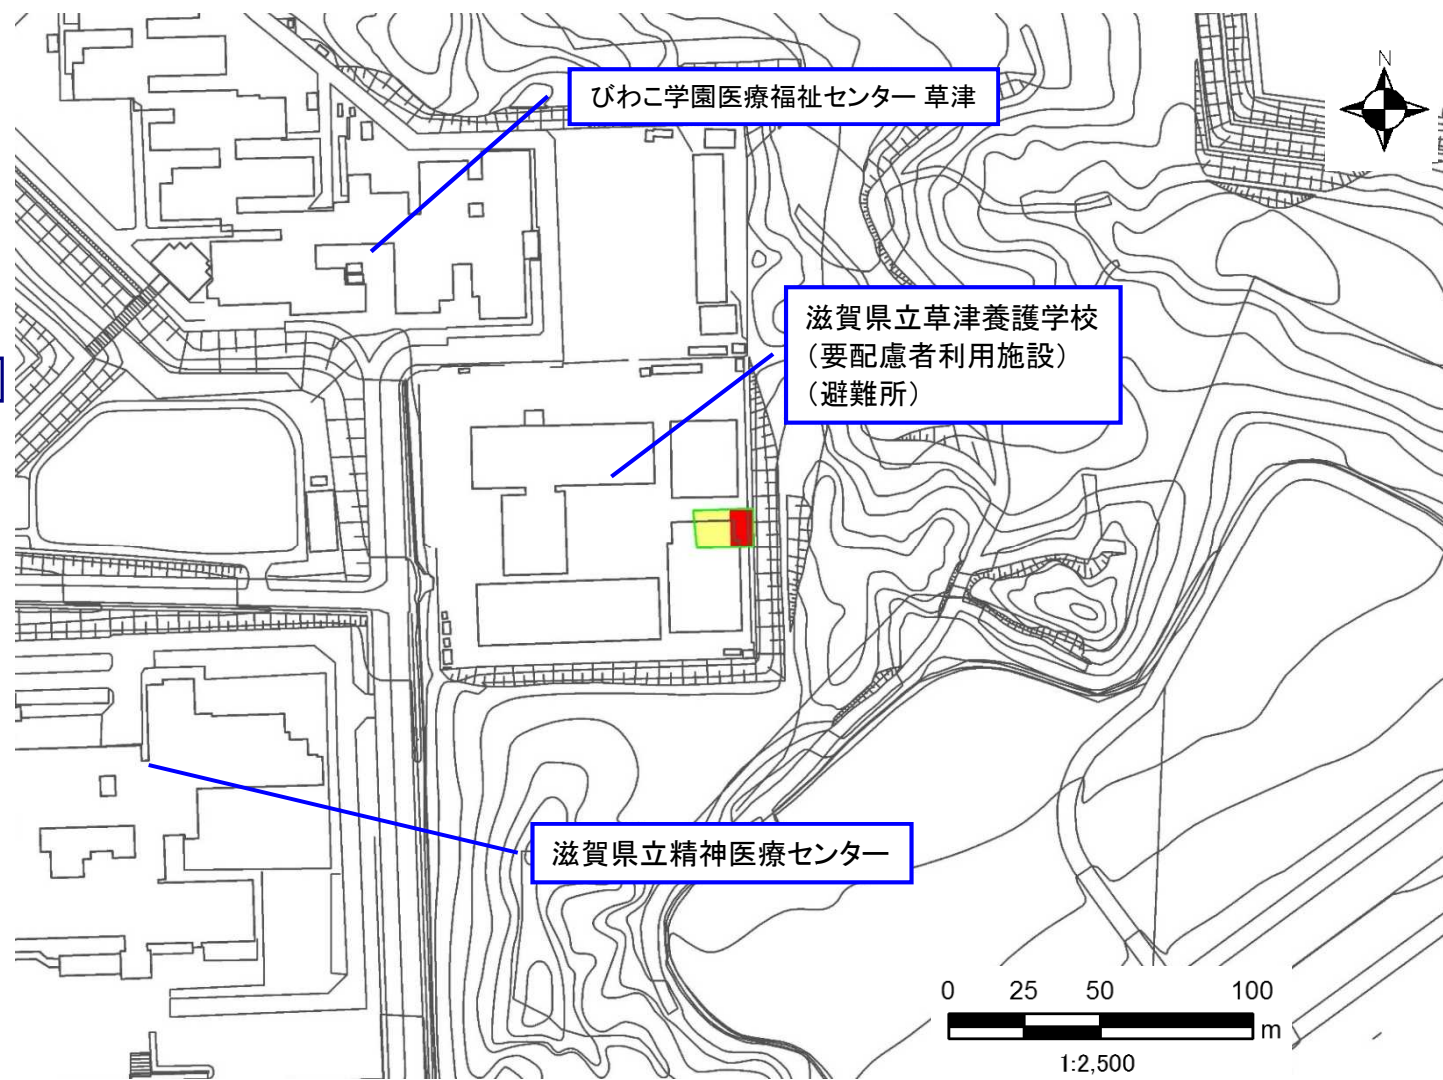 N
びわこ学園医療福祉センター 草津
滋賀県立草津養護学校
（要配慮者利用施設）
（避難所）
滋賀県立精神医療センター
0 25 50 100
m
1:2,500